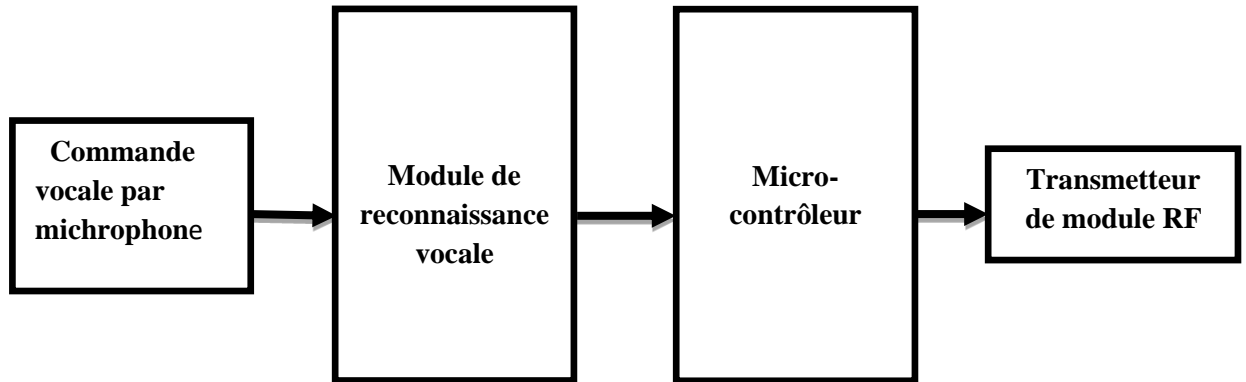 Commande
vocale par
michrophone
Module de
reconnaissance
vocale
Micro-
contrôleur
Transmetteur
de module RF